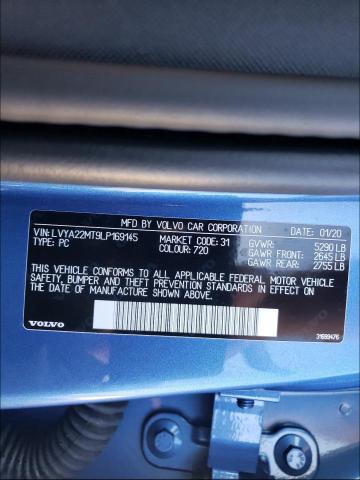 MFD BY VOLVO CAR CORPORATION 01/20
VIN: LVYA22MT9LP169145 MARKET CODE: 31 GVWR: 5290 LB
TYPE: PC COLOUR: 720 GAWR FRONT: 2645 LB
GAWR REAR: 2755 LB
THIS VEHICLE CONFORMS TO ALL APPLICABLE FEDERAL MOTOR VEHICLE
SAFETY, BUMPER AND THEFT PREVENTION STANDARDS IN EFFECT ON
THE DATE OF MANUFACTURE SHOWN ABOVE.
VOLVO 31699476